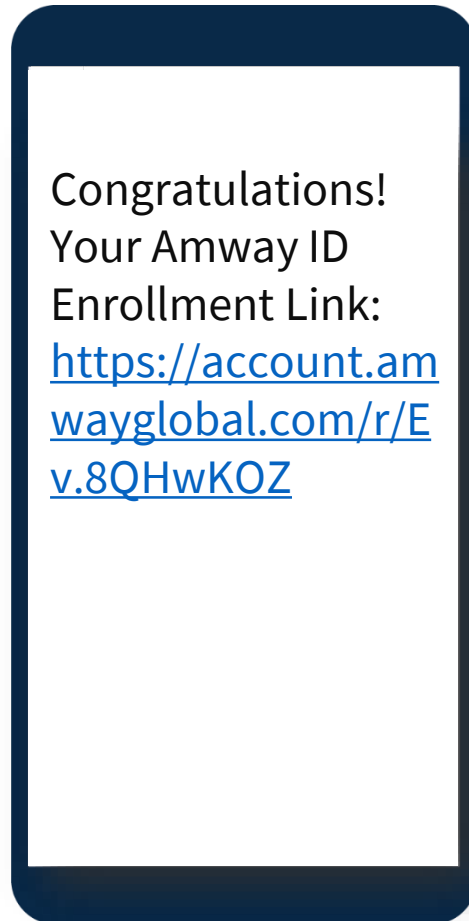 Congratulations!
Your Amway ID
Enrollment Link:
https://account.am
wayglobal.com/r/E
v.8QHwKOZ